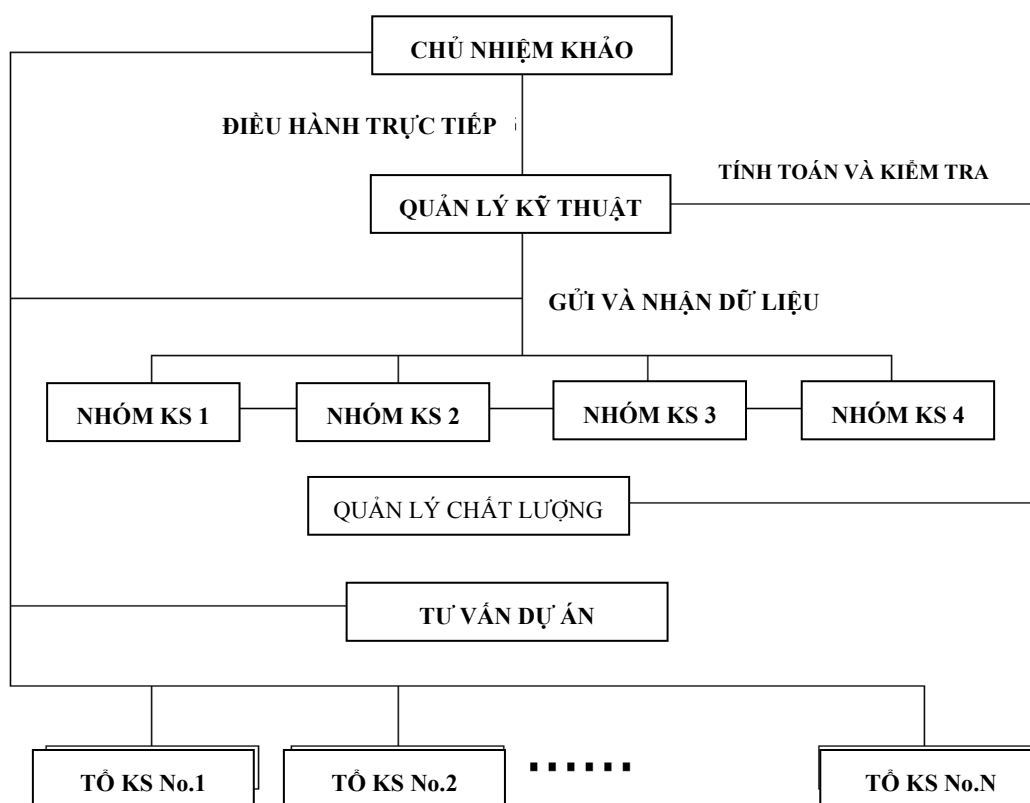 CHỦ NHIỆM KHẢO
ĐIỀU HÀNH TRỰC TIẾP
TÍNH TOÁN VÀ KIỂM TRA
QUẢN LÝ KỸ THUẬT
GỬI VÀ NHẬN DỮ LIỆU
NHÓM KS 1
NHÓM KS 2
NHÓM KS 3
NHÓM KS 4
QUẢN LÝ CHẤT LƯỢNG
TƯ VẤN DỰ ÁN
TỔ KS No.1
TỔ KS No.2
......
TỔ KS No.N